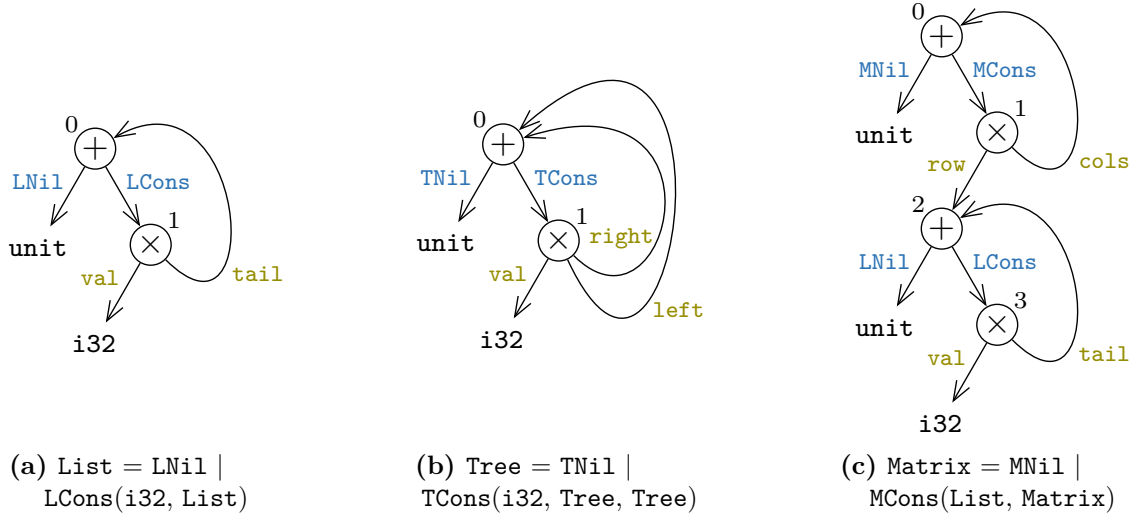 0
+
LNil LCons
1
unit
×
val tail
i32
(a) List = LNil |
LCons(i32, List)
0
+
TNil TCons
1
unit
×
right
val
left
i32
(b) Tree = TNil |
TCons(i32, Tree, Tree)
0
+
MNil MCons
1
unit
×
row cols
2
+
LNil LCons
3
unit
×
val tail
i32
(c) Matrix = MNil |
MCons(List, Matrix)